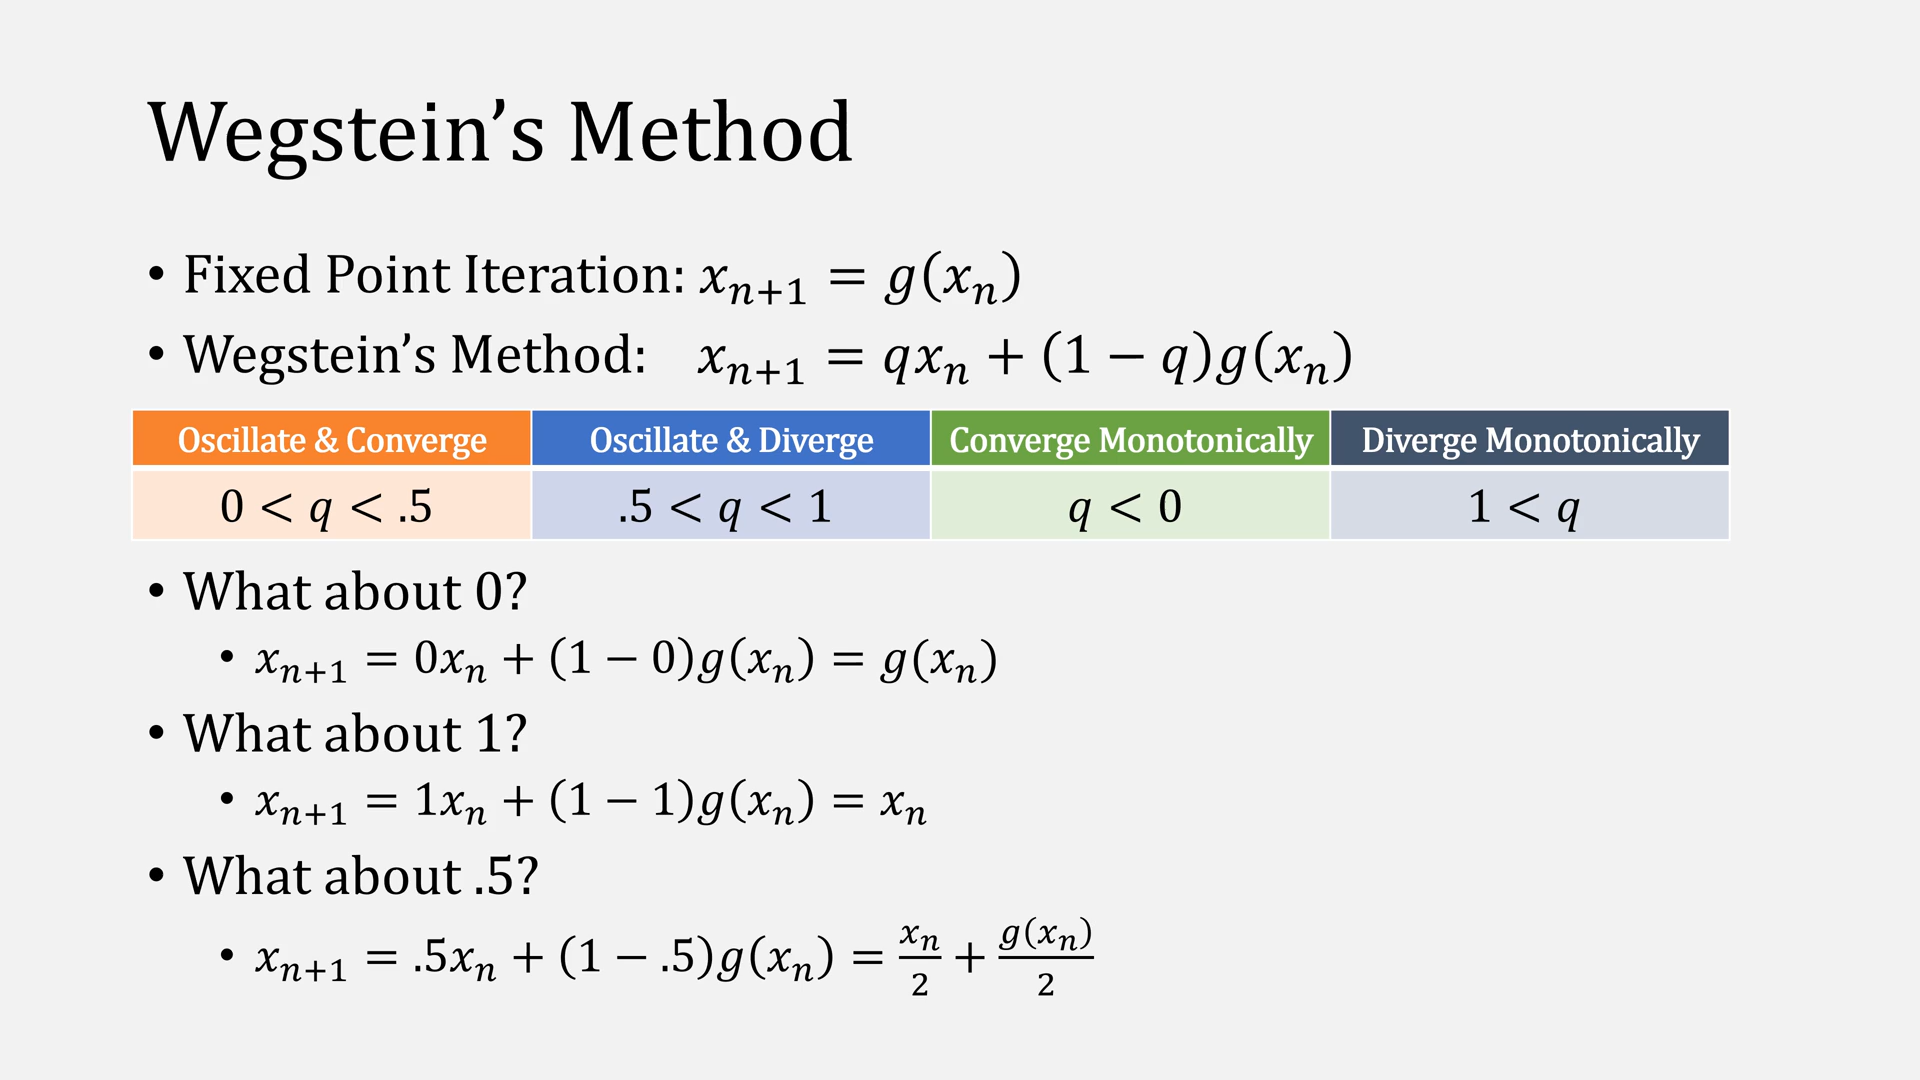 Wegstein’s Method
• Fixed Point Iteration: xₙ₊₁ = g(xₙ)
• Wegstein’s Method: xₙ₊₁ = qxₙ + (1 − q)g(xₙ)
Oscillate & Converge Oscillate & Diverge Converge Monotonically Diverge Monotonically
0 < q < .5 .5 < q < 1 q < 0 1 < q
• What about 0?
• xₙ₊₁ = 0xₙ + (1 − 0)g(xₙ) = g(xₙ)
• What about 1?
• xₙ₊₁ = 1xₙ + (1 − 1)g(xₙ) = xₙ
• What about .5?
• xₙ₊₁ = .5xₙ + (1 − .5)g(xₙ) = xₙ/2 + g(xₙ)/2